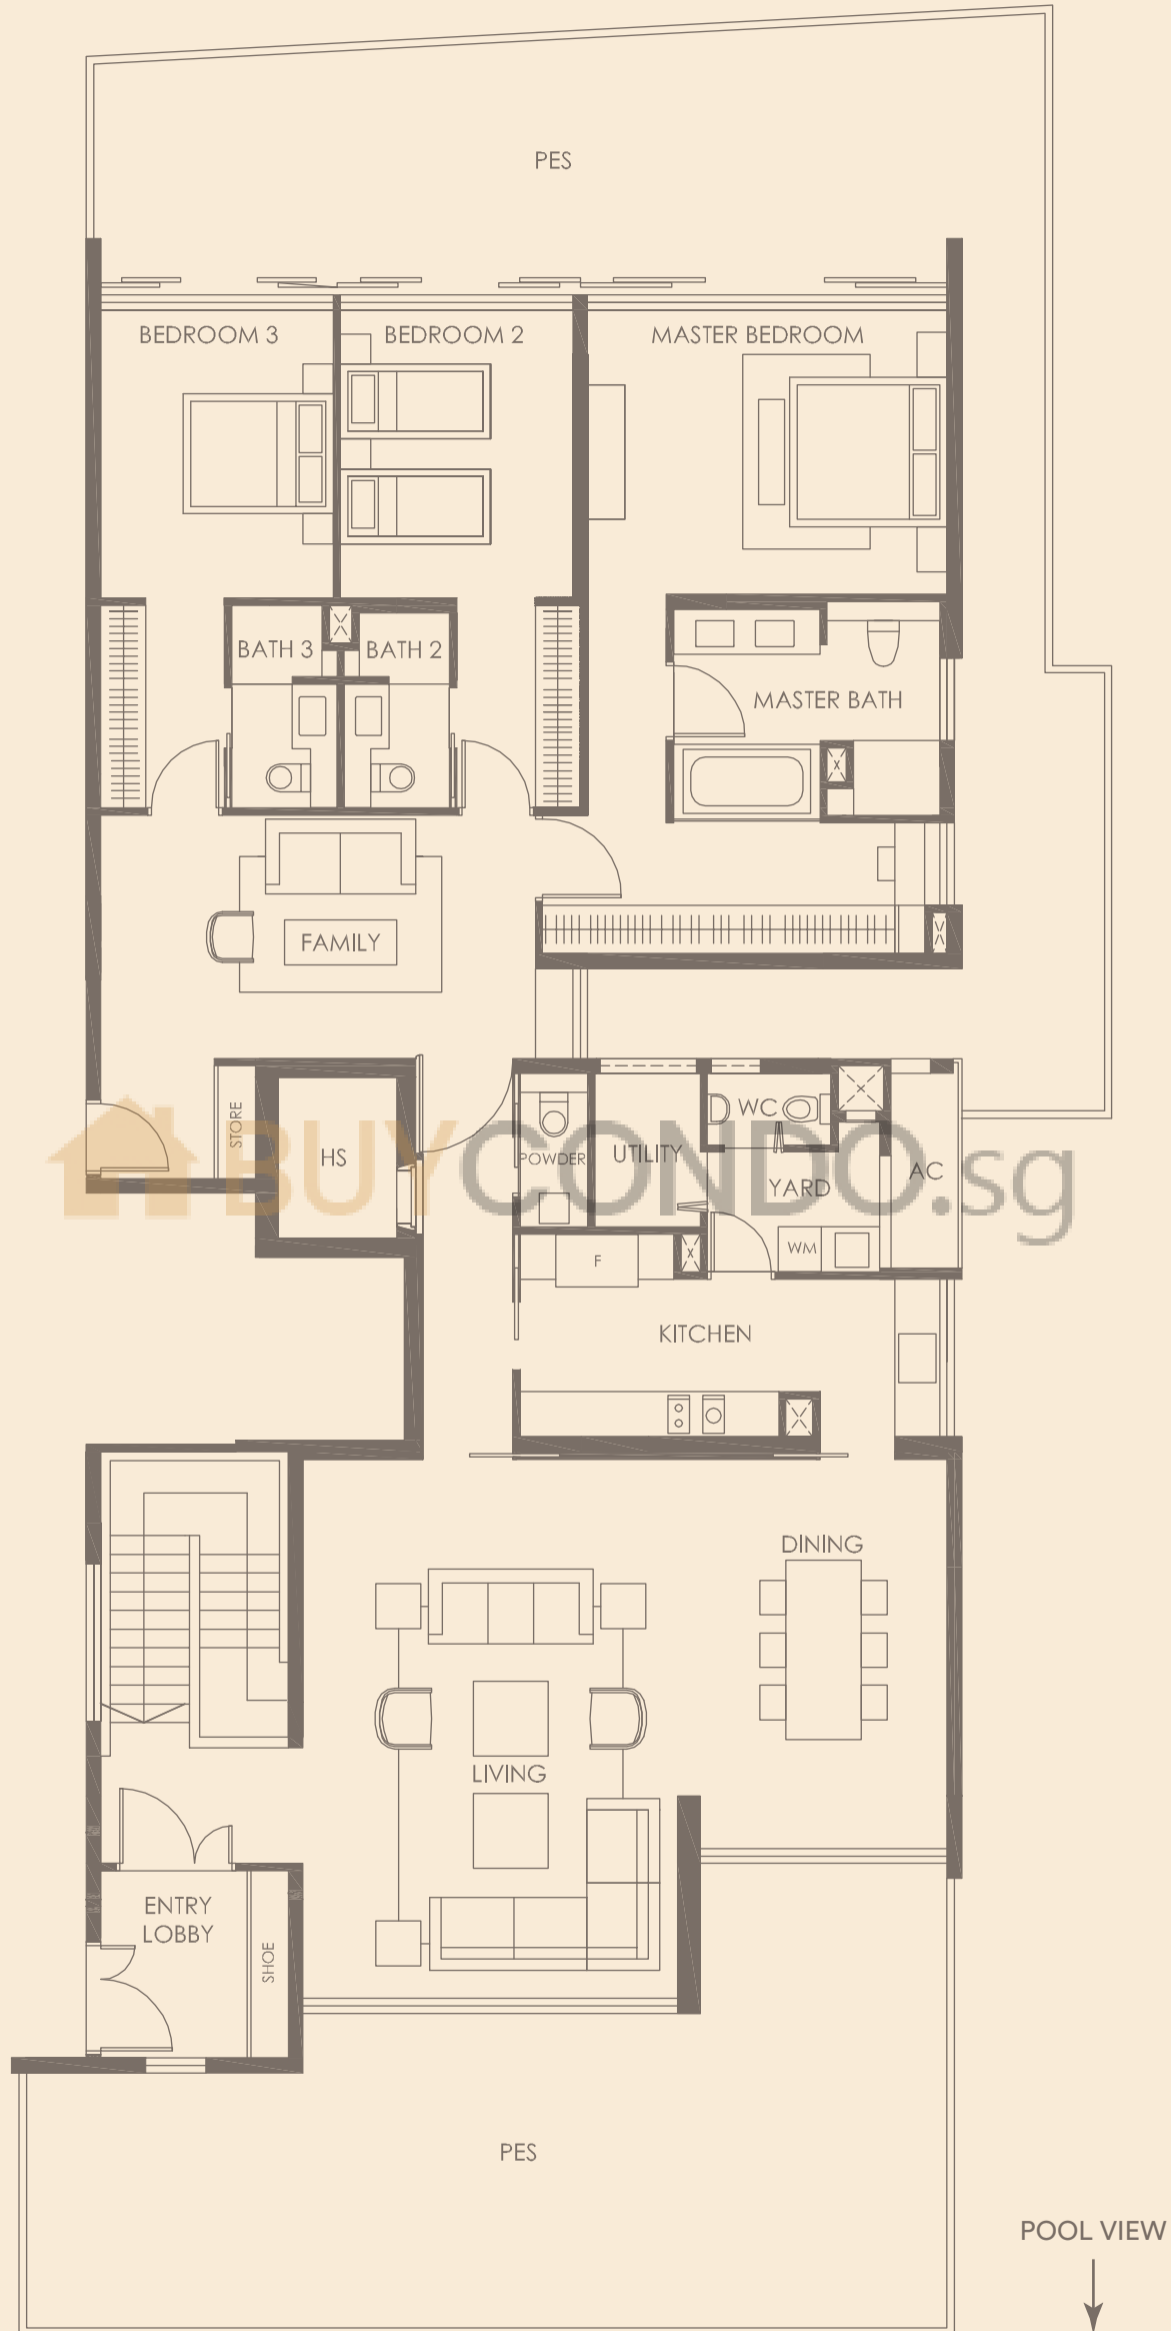 PES
BEDROOM 3
BEDROOM 2
MASTER BEDROOM
BATH 3
BATH 2
MASTER BATH
FAMILY
STORE
HS
POWDER
UTILITY
WC
YARD
AC
BUYCONDO.sg
WM
F
KITCHEN
DINING
LIVING
ENTRY
LOBBY
SHOE
PES
POOL VIEW